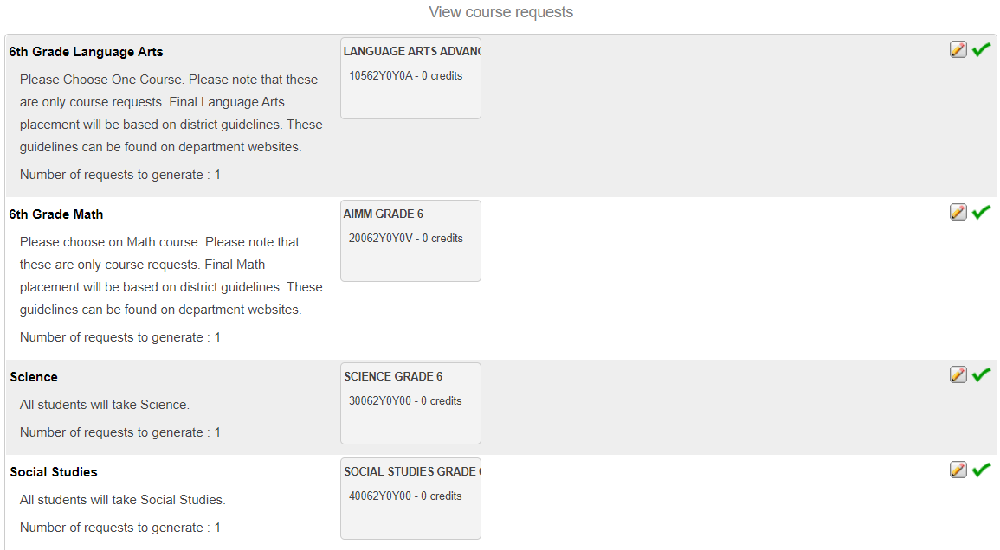 View course requests
6th Grade Language Arts
Please Choose One Course. Please note that these
are only course requests. Final Language Arts
placement will be based on district guidelines. These
guidelines can be found on department websites.
Number of requests to generate : 1
LANGUAGE ARTS ADVANC
10562Y0Y0A - 0 credits
6th Grade Math
Please choose on Math course. Please note that
these are only course requests. Final Math
placement will be based on district guidelines. These
guidelines can be found on department websites.
Number of requests to generate : 1
AIMM GRADE 6
20062Y0Y0V - 0 credits
Science
All students will take Science.
Number of requests to generate : 1
SCIENCE GRADE 6
30062Y0Y00 - 0 credits
Social Studies
All students will take Social Studies.
Number of requests to generate : 1
SOCIAL STUDIES GRADE 6
40062Y0Y00 - 0 credits